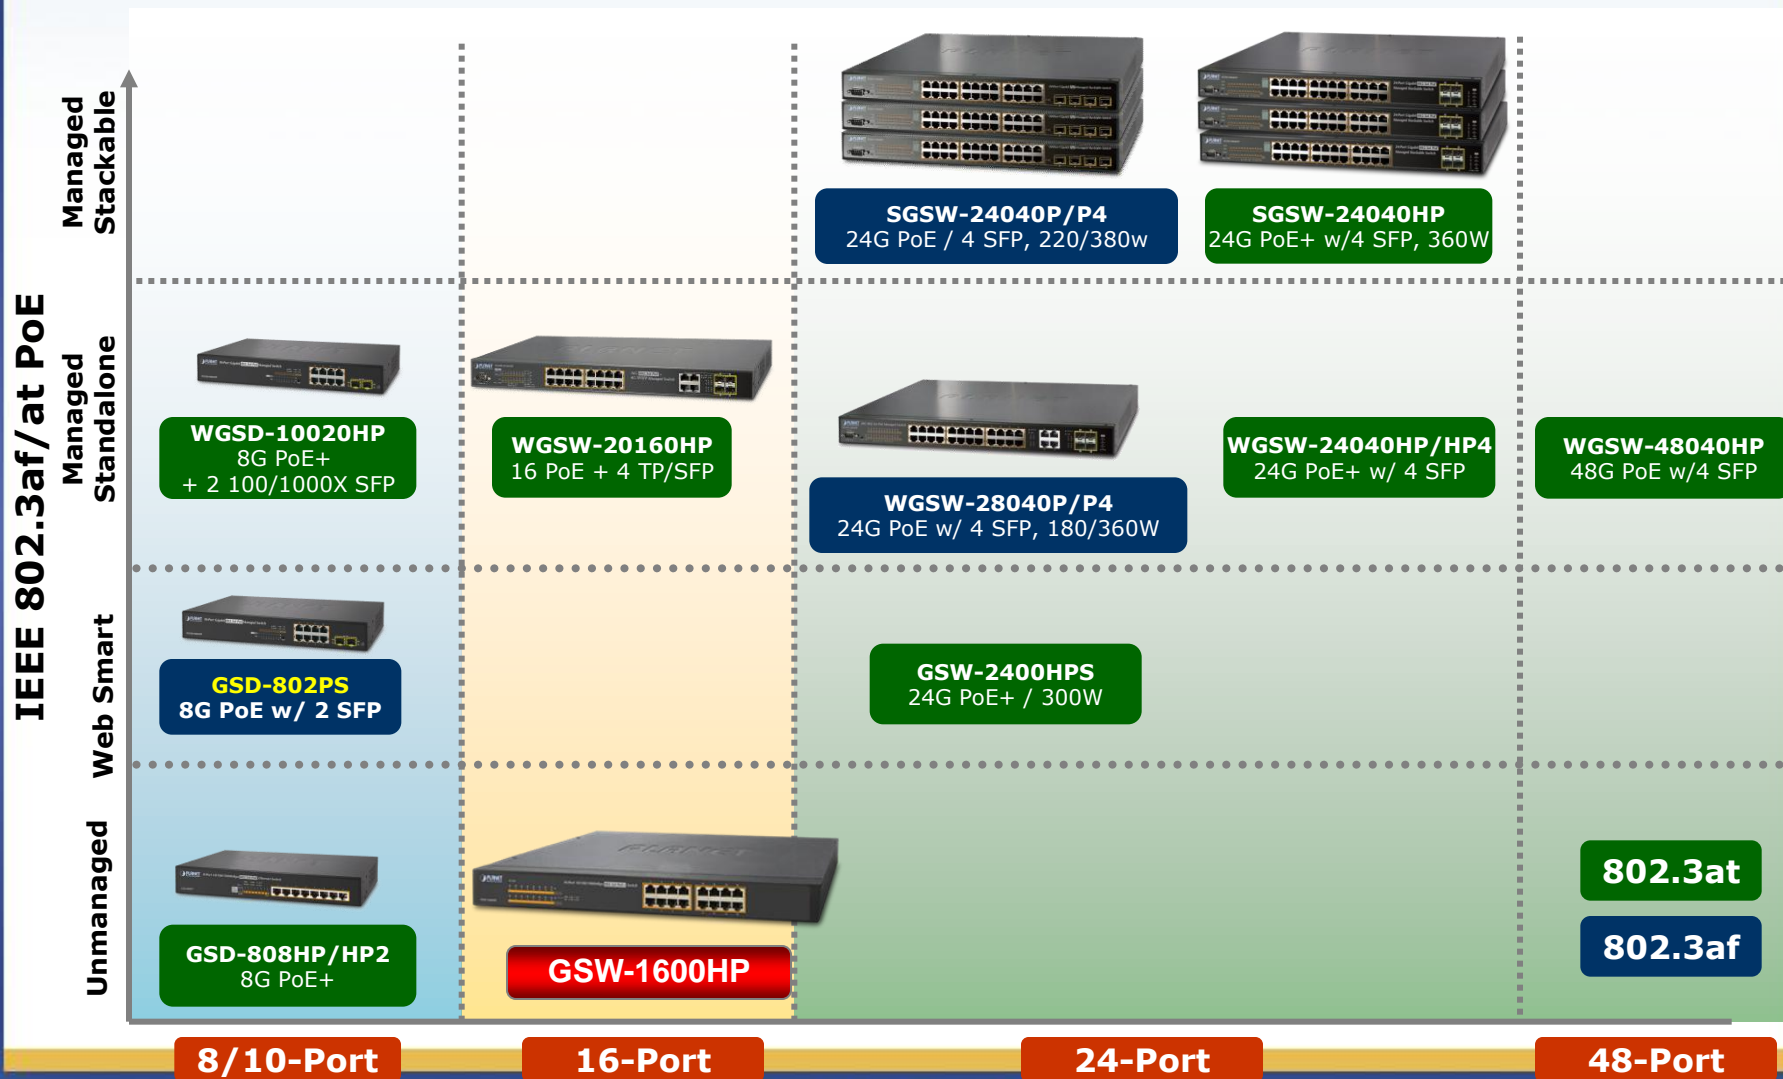 IEEE 802.3af/at PoE
Managed
Stackable
SGSW-24040P/P4
24G PoE / 4 SFP, 220/380w
SGSW-24040HP
24G PoE+ w/4 SFP, 360W
Managed
Standalone
WGSD-10020HP
8G PoE+
+ 2 100/1000X SFP
WGSW-20160HP
16 PoE + 4 TP/SFP
WGSW-28040P/P4
24G PoE w/ 4 SFP, 180/360W
WGSW-24040HP/HP4
24G PoE+ w/ 4 SFP
WGSW-48040HP
48G PoE w/4 SFP
Web Smart
GSD-802PS
8G PoE w/ 2 SFP
GSW-2400HPS
24G PoE+ / 300W
Unmanaged
GSD-808HP/HP2
8G PoE+
GSW-1600HP
802.3at
802.3af
8/10-Port
16-Port
24-Port
48-Port